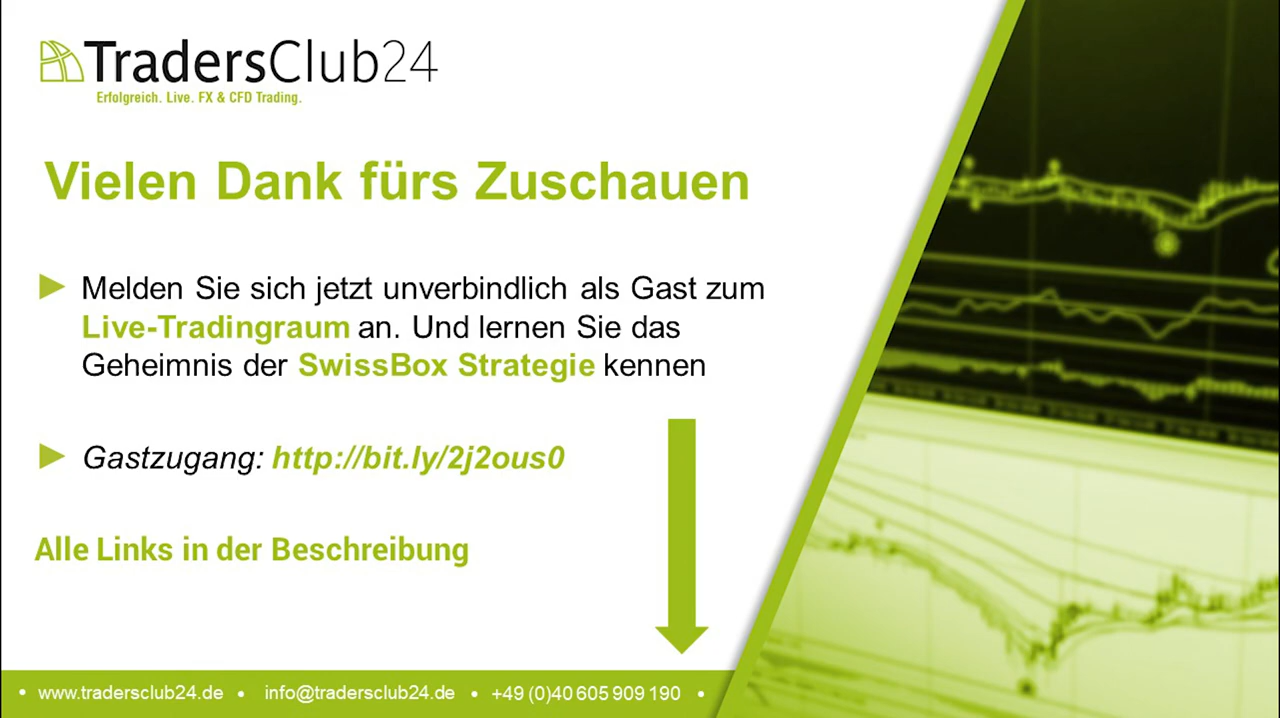 TradersClub24
Erfolgreich. Live. FX & CFD Trading.
Vielen Dank fürs Zuschauen
Melden Sie sich jetzt unverbindlich als Gast zum
Live-Tradingraum an. Und lernen Sie das
Geheimnis der SwissBox Strategie kennen
Gastzugang: http://bit.ly/2j2ous0
Alle Links in der Beschreibung
• www.tradersclub24.de • info@tradersclub24.de • +49 (0)40 605 909 190 •